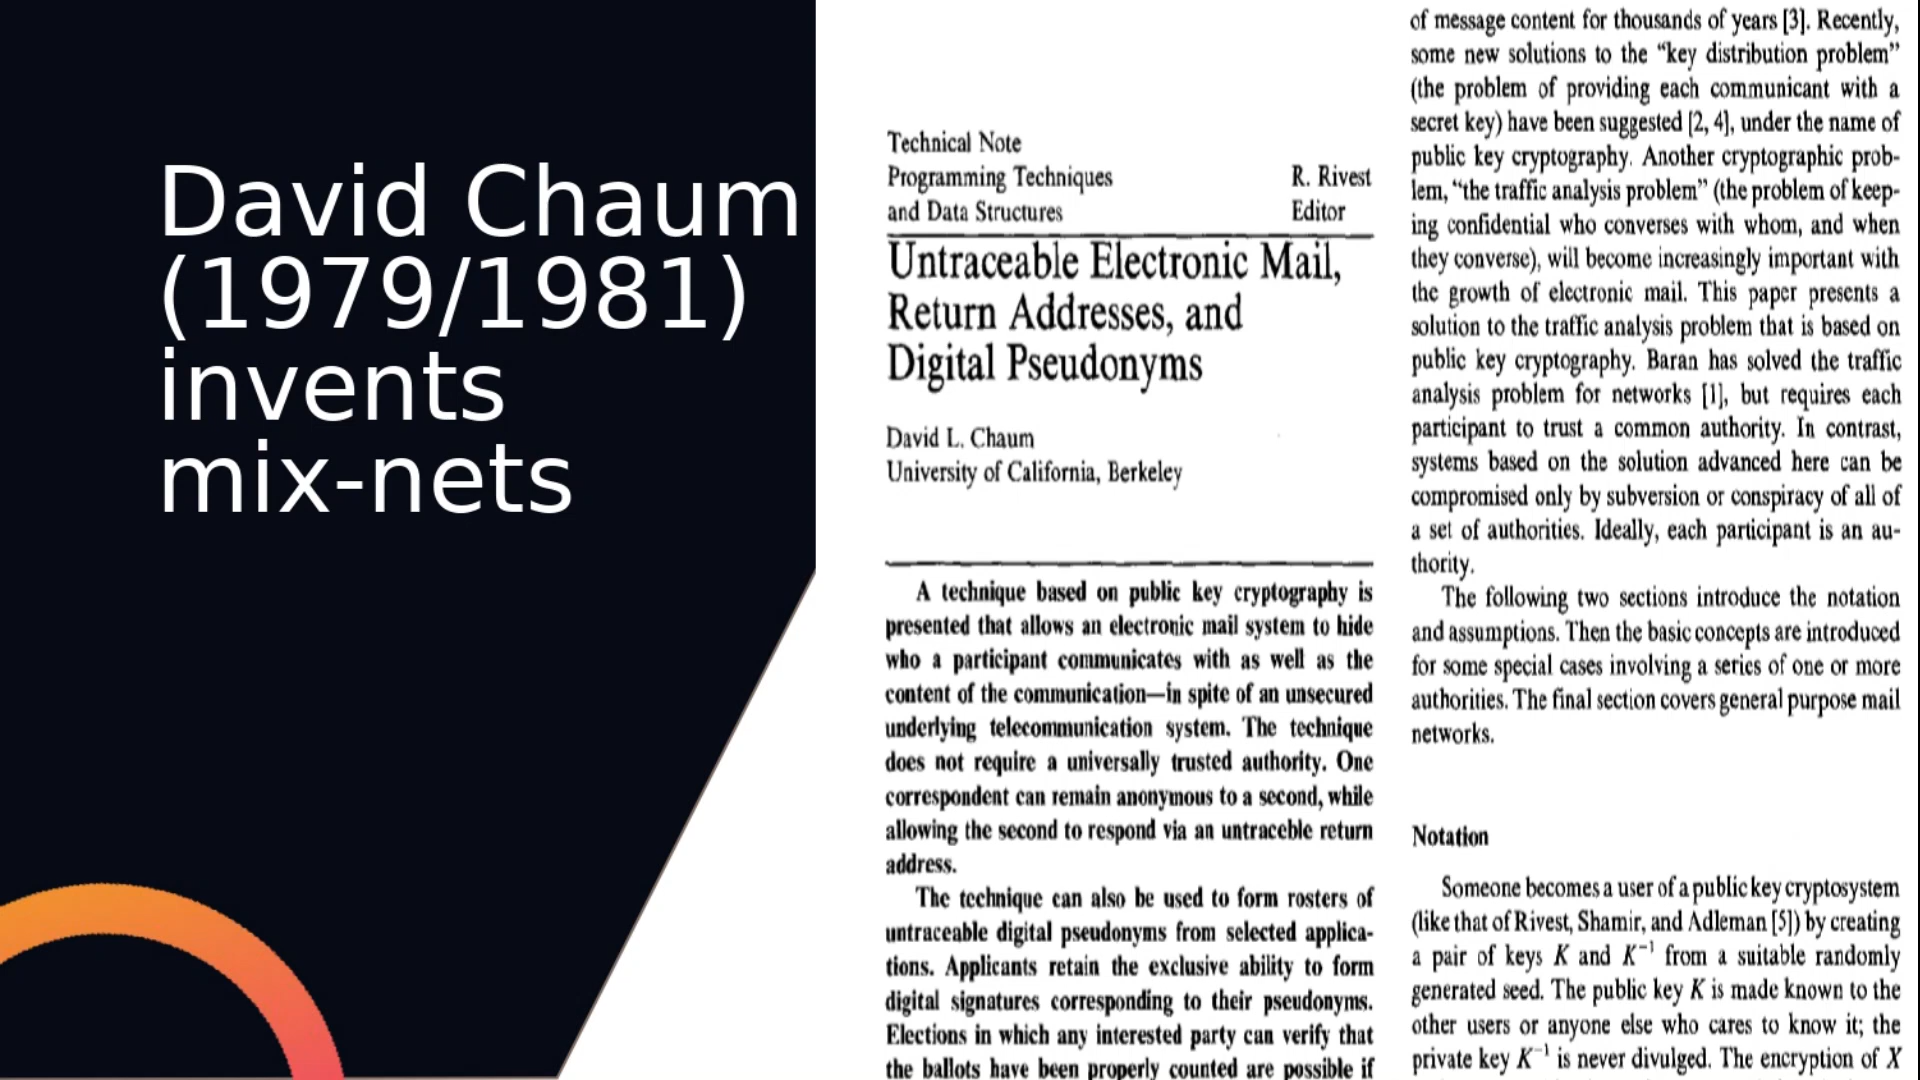 David Chaum
(1979/1981)
invents
mix-nets
Technical Note
Programming Techniques
and Data Structures
R. Rivest
Editor
Untraceable Electronic Mail,
Return Addresses, and
Digital Pseudonyms
David L. Chaum
University of California, Berkeley
A technique based on public key cryptography is
presented that allows an electronic mail system to hide
who a participant communicates with as well as the
content of the communication—in spite of an unsecured
underlying telecommunication system. The technique
does not require a universally trusted authority. One
correspondent can remain anonymous to a second, while
allowing the second to respond via an untraceble return
address.
The technique can also be used to form rosters of
untraceable digital pseudonyms from selected applica-
tions. Applicants retain the exclusive ability to form
digital signatures corresponding to their pseudonyms.
Elections in which any interested party can verify that
the ballots have been properly counted are possible if
of message content for thousands of years [3]. Recently,
some new solutions to the “key distribution problem”
(the problem of providing each communicant with a
secret key) have been suggested [2, 4], under the name of
public key cryptography. Another cryptographic prob-
lem, “the traffic analysis problem” (the problem of keep-
ing confidential who converses with whom, and when
they converse), will become increasingly important with
the growth of electronic mail. This paper presents a
solution to the traffic analysis problem that is based on
public key cryptography. Baran has solved the traffic
analysis problem for networks [1], but requires each
participant to trust a common authority. In contrast,
systems based on the solution advanced here can be
compromised only by subversion or conspiracy of all of
a set of authorities. Ideally, each participant is an au-
thority.
The following two sections introduce the notation
and assumptions. Then the basic concepts are introduced
for some special cases involving a series of one or more
authorities. The final section covers general purpose mail
networks.
Notation
Someone becomes a user of a public key cryptosystem
(like that of Rivest, Shamir, and Adleman [5]) by creating
a pair of keys K and K⁻¹ from a suitable randomly
generated seed. The public key K is made known to the
other users or anyone else who cares to know it; the
private key K⁻¹ is never divulged. The encryption of X